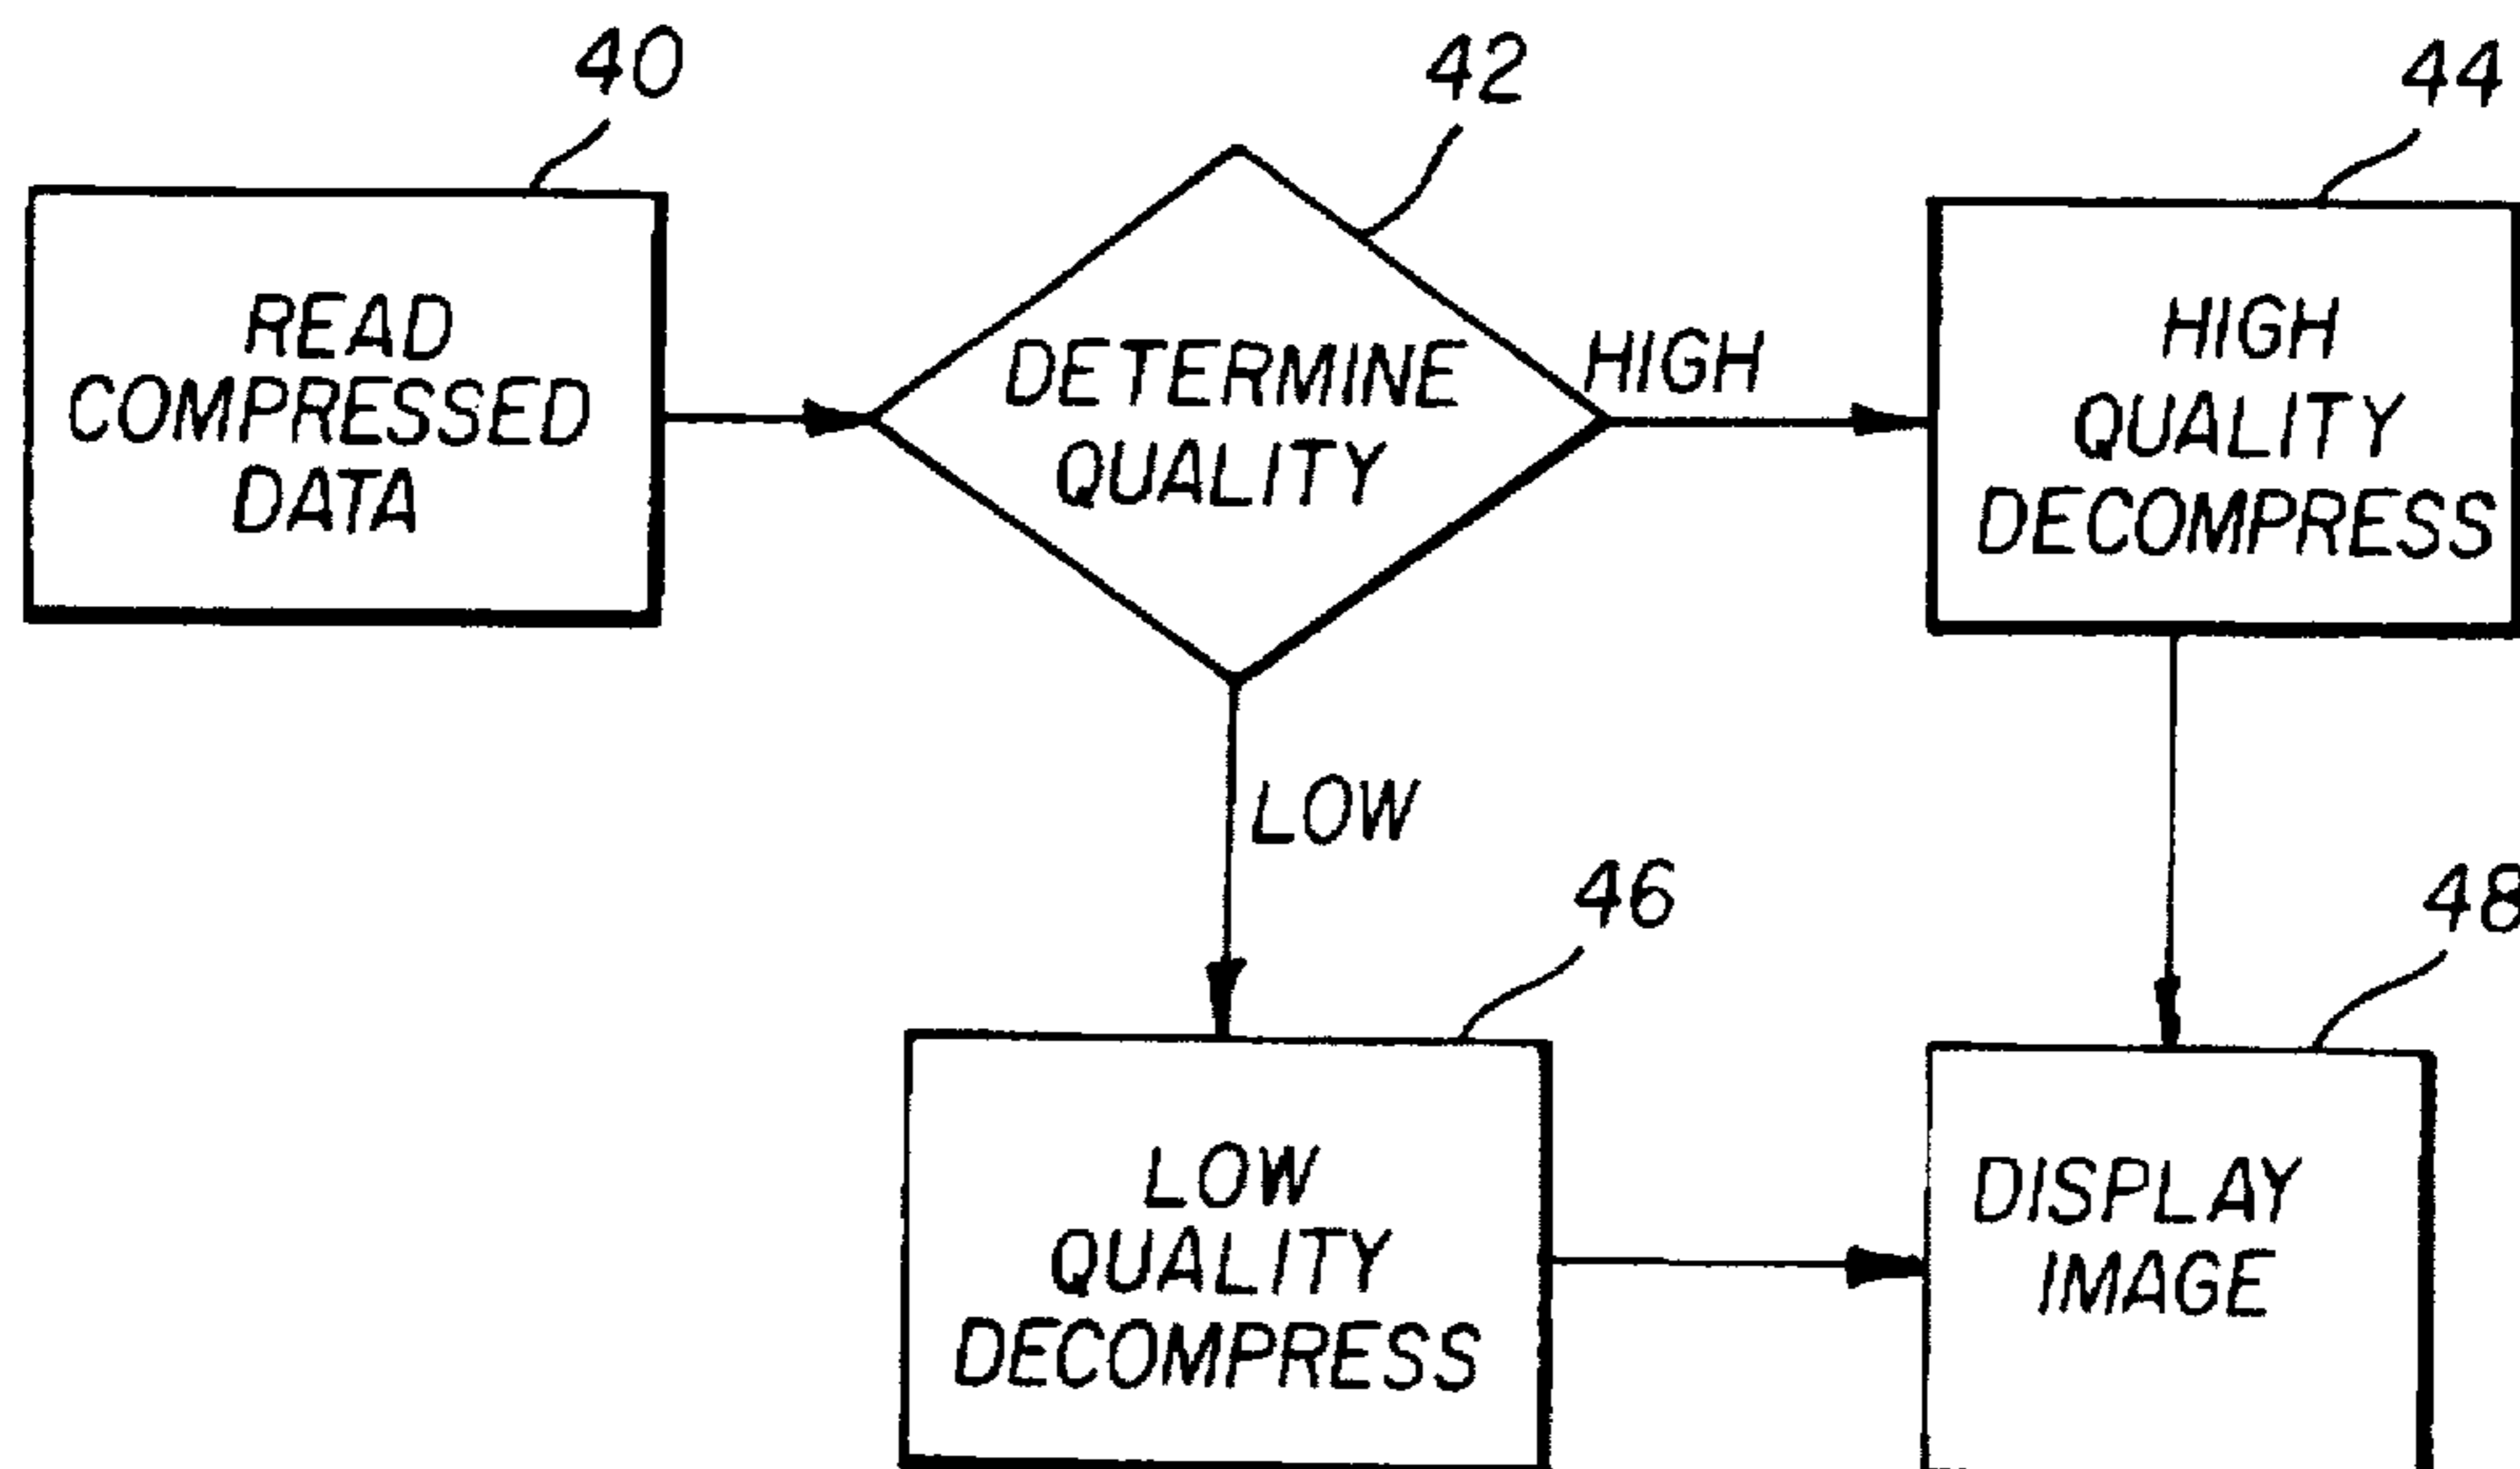 40
42
44
READ
COMPRESSED
DATA
DETERMINE
QUALITY
HIGH
HIGH
QUALITY
DECOMPRESS
LOW
46
48
LOW
QUALITY
DECOMPRESS
DISPLAY
IMAGE